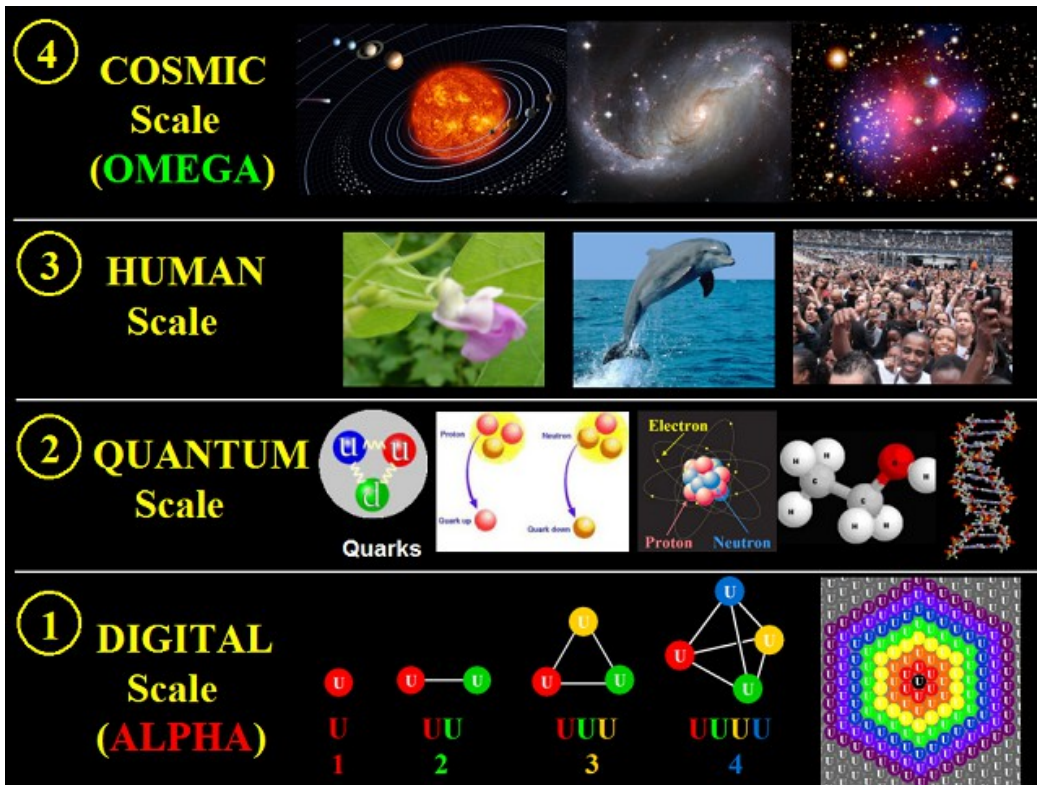 4
COSMIC
Scale
(OMEGA)
3
HUMAN
Scale
2
QUANTUM
Scale
u u
d
Quarks
Proton
Quark up
Neutron
Quark down
Electron
Proton Neutron
H H
H C C O H
H H
1
DIGITAL
Scale
(ALPHA)
U
U
1
U U
UU
2
U
U U
UUU
3
U
U U
U
UUUU
4